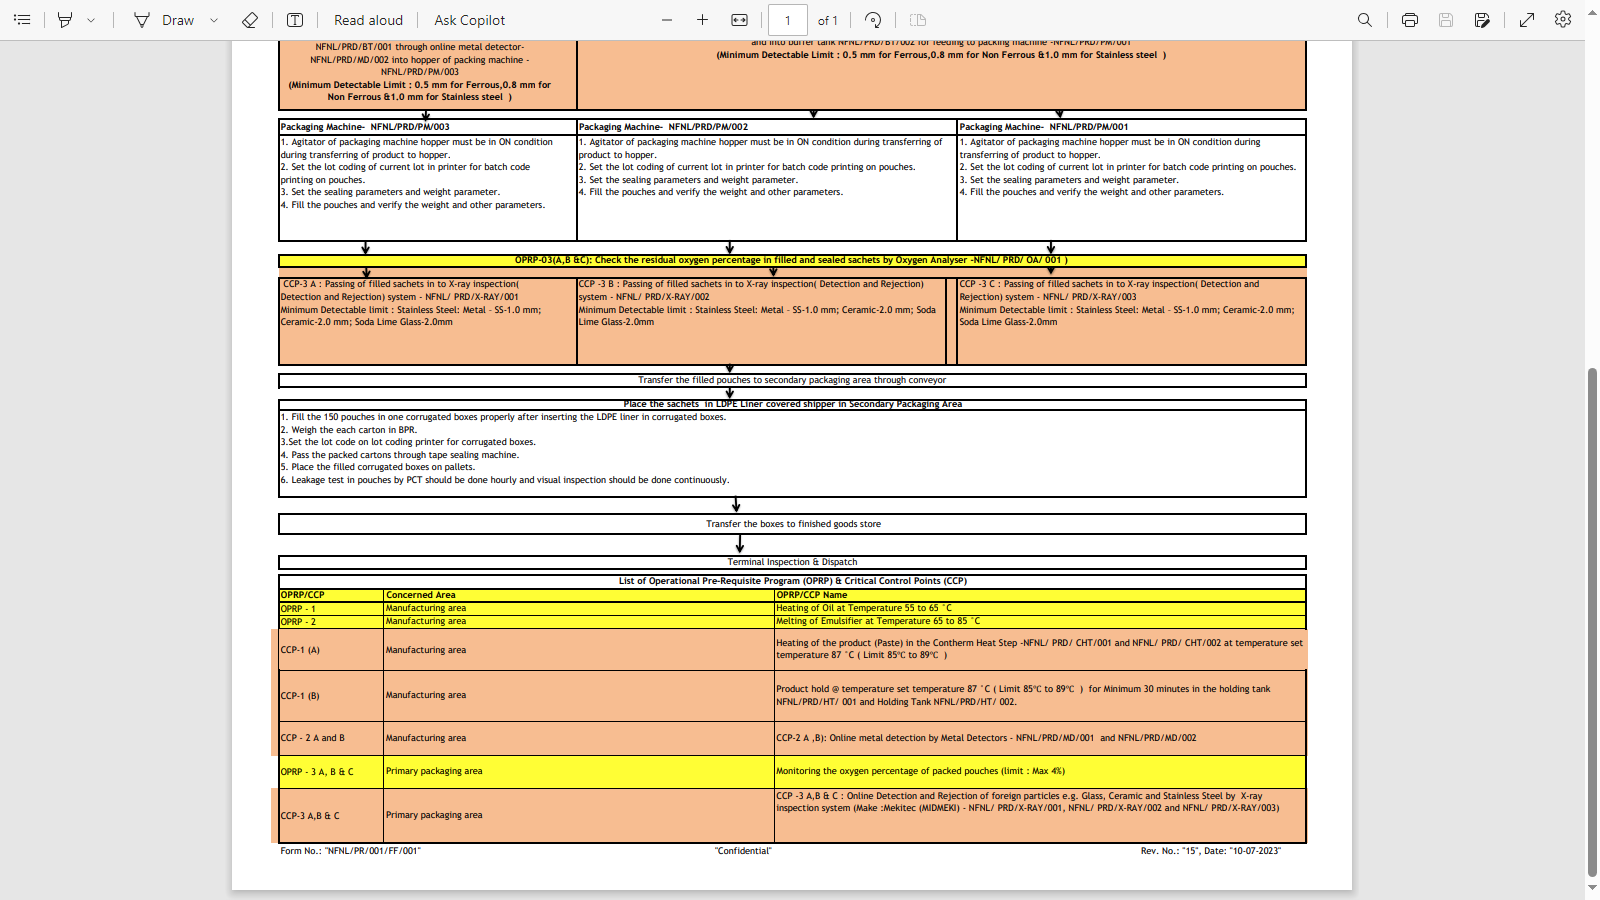 Draw
Read aloud
Ask Copilot
1
of 1
NFNL/PRD/BT/001 through online metal detector-
NFNL/PRD/MD/002 into hopper of packing machine -
NFNL/PRD/PM/003
(Minimum Detectable Limit : 0.5 mm for Ferrous,0.8 mm for
Non Ferrous &1.0 mm for Stainless steel )
and into buffer tank NFNL/PRD/BT/002 for feeding to packing machine -NFNL/PRD/PM/001
(Minimum Detectable Limit : 0.5 mm for Ferrous,0.8 mm for Non Ferrous &1.0 mm for Stainless steel )
Packaging Machine- NFNL/PRD/PM/003
1. Agitator of packaging machine hopper must be in ON condition
during transferring of product to hopper.
2. Set the lot coding of current lot in printer for batch code
printing on pouches.
3. Set the sealing parameters and weight parameter.
4. Fill the pouches and verify the weight and other parameters.
Packaging Machine- NFNL/PRD/PM/002
1. Agitator of packaging machine hopper must be in ON condition during transferring of
product to hopper.
2. Set the lot coding of current lot in printer for batch code printing on pouches.
3. Set the sealing parameters and weight parameter.
4. Fill the pouches and verify the weight and other parameters.
Packaging Machine- NFNL/PRD/PM/001
1. Agitator of packaging machine hopper must be in ON condition during
transferring of product to hopper.
2. Set the lot coding of current lot in printer for batch code printing on pouches.
3. Set the sealing parameters and weight parameter.
4. Fill the pouches and verify the weight and other parameters.
OPRP-03(A,B &C): Check the residual oxygen percentage in filled and sealed sachets by Oxygen Analyser -NFNL/ PRD/ OA/ 001 )
CCP-3 A : Passing of filled sachets in to X-ray inspection(
Detection and Rejection) system - NFNL/ PRD/X-RAY/001
Minimum Detectable limit : Stainless Steel: Metal - SS-1.0 mm;
Ceramic-2.0 mm; Soda Lime Glass-2.0mm
CCP -3 B : Passing of filled sachets in to X-ray inspection( Detection and Rejection)
system - NFNL/ PRD/X-RAY/002
Minimum Detectable limit : Stainless Steel: Metal - SS-1.0 mm; Ceramic-2.0 mm; Soda
Lime Glass-2.0mm
CCP -3 C : Passing of filled sachets in to X-ray inspection( Detection and
Rejection) system - NFNL/ PRD/X-RAY/003
Minimum Detectable limit : Stainless Steel: Metal - SS-1.0 mm; Ceramic-2.0 mm;
Soda Lime Glass-2.0mm
Transfer the filled pouches to secondary packaging area through conveyor
Place the sachets in LDPE Liner covered shipper in Secondary Packaging Area
1. Fill the 150 pouches in one corrugated boxes properly after inserting the LDPE liner in corrugated boxes.
2. Weigh the each carton in BPR.
3.Set the lot code on lot coding printer for corrugated boxes.
4. Pass the packed cartons through tape sealing machine.
5. Place the filled corrugated boxes on pallets.
6. Leakage test in pouches by PCT should be done hourly and visual inspection should be done continuously.
Transfer the boxes to finished goods store
Terminal Inspection & Dispatch
List of Operational Pre-Requisite Program (OPRP) & Critical Control Points (CCP)
OPRP/CCP Concerned Area OPRP/CCP Name
OPRP - 1 Manufacturing area Heating of Oil at Temperature 55 to 65 ˚C
OPRP - 2 Manufacturing area Melting of Emulsifier at Temperature 65 to 85 ˚C
CCP-1 (A) Manufacturing area Heating of the product (Paste) in the Contherm Heat Step -NFNL/ PRD/ CHT/001 and NFNL/ PRD/ CHT/002 at temperature set
temperature 87 ˚C ( Limit 85℃ to 89℃ )
CCP-1 (B) Manufacturing area Product hold @ temperature set temperature 87 ˚C ( Limit 85℃ to 89℃ ) for Minimum 30 minutes in the holding tank
NFNL/PRD/HT/ 001 and Holding Tank NFNL/PRD/HT/ 002.
CCP - 2 A and B Manufacturing area CCP-2 A ,B): Online metal detection by Metal Detectors - NFNL/PRD/MD/001 and NFNL/PRD/MD/002
OPRP - 3 A, B & C Primary packaging area Monitoring the oxygen percentage of packed pouches (limit : Max 4%)
CCP-3 A,B & C Primary packaging area CCP -3 A,B & C : Online Detection and Rejection of foreign particles e.g. Glass, Ceramic and Stainless Steel by X-ray
inspection system (Make :Mekitec (MIDMEKI) - NFNL/ PRD/X-RAY/001, NFNL/ PRD/X-RAY/002 and NFNL/ PRD/X-RAY/003)
Form No.: "NFNL/PR/001/FF/001" "Confidential" Rev. No.: "15", Date: "10-07-2023"